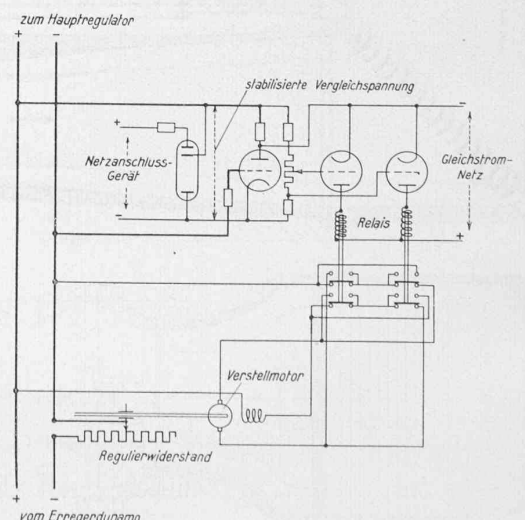 zum Hauptregulator
+ −
stabilisierte Vergleichspannung
+
−
Netzanschluss-
Gerät
Gleichstrom-
Netz
−
Relais
+
Verstellmotor
Regulierwiderstand
+ −
vom Erregerdynamo